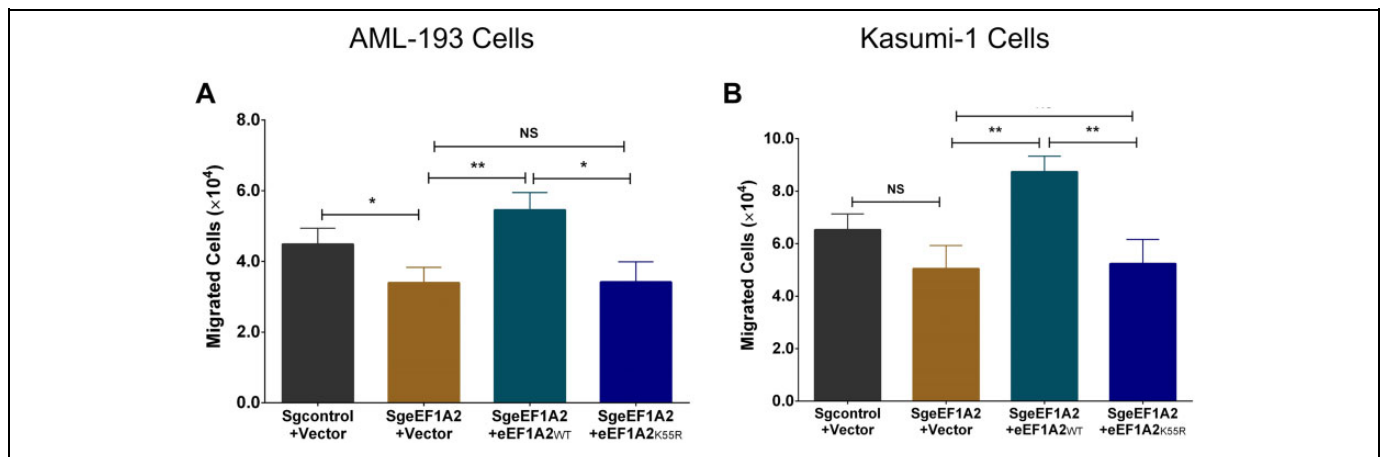 AML-193 Cells
Kasumi-1 Cells
A
8.0
6.0
4.0
2.0
0.0
Migrated Cells (×10⁴)
NS
**
*
*
Sgcontrol
+Vector
SgeEF1A2
+Vector
SgeEF1A2
+eEF1A2WT
SgeEF1A2
+eEF1A2K55R
B
10.0
8.0
6.0
4.0
2.0
0.0
Migrated Cells (×10⁴)
**
**
NS
Sgcontrol
+Vector
SgeEF1A2
+Vector
SgeEF1A2
+eEF1A2WT
SgeEF1A2
+eEF1A2K55R